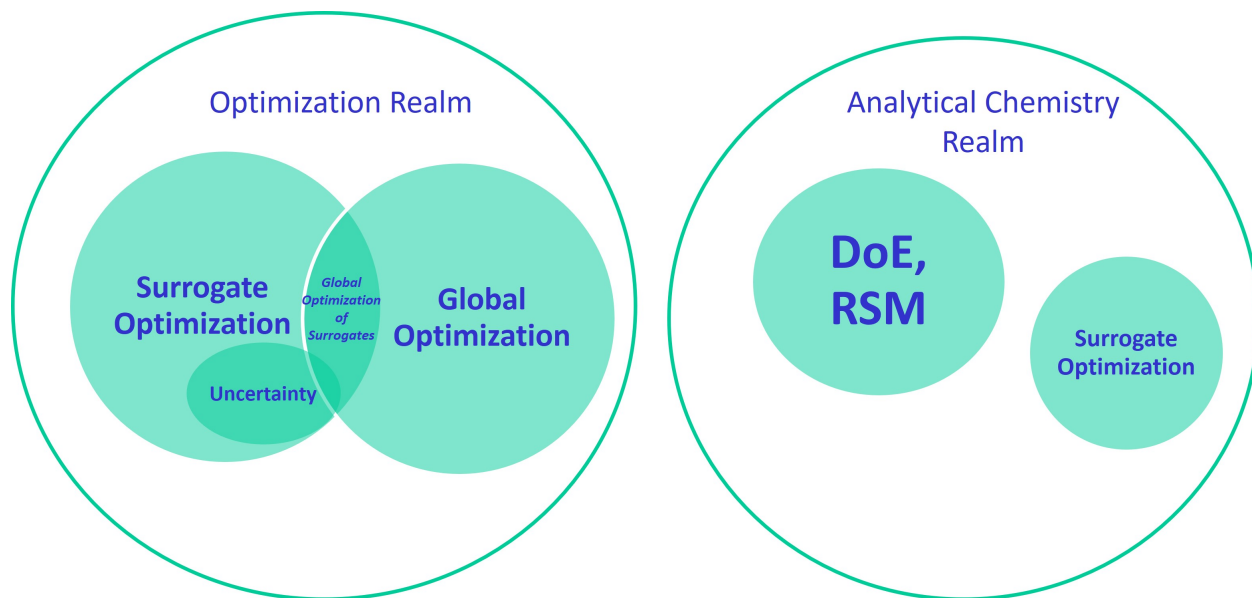 Optimization Realm
Surrogate
Optimization
Global
Optimization
of
Surrogates
Global
Optimization
Uncertainty
Analytical Chemistry
Realm
DoE,
RSM
Surrogate
Optimization